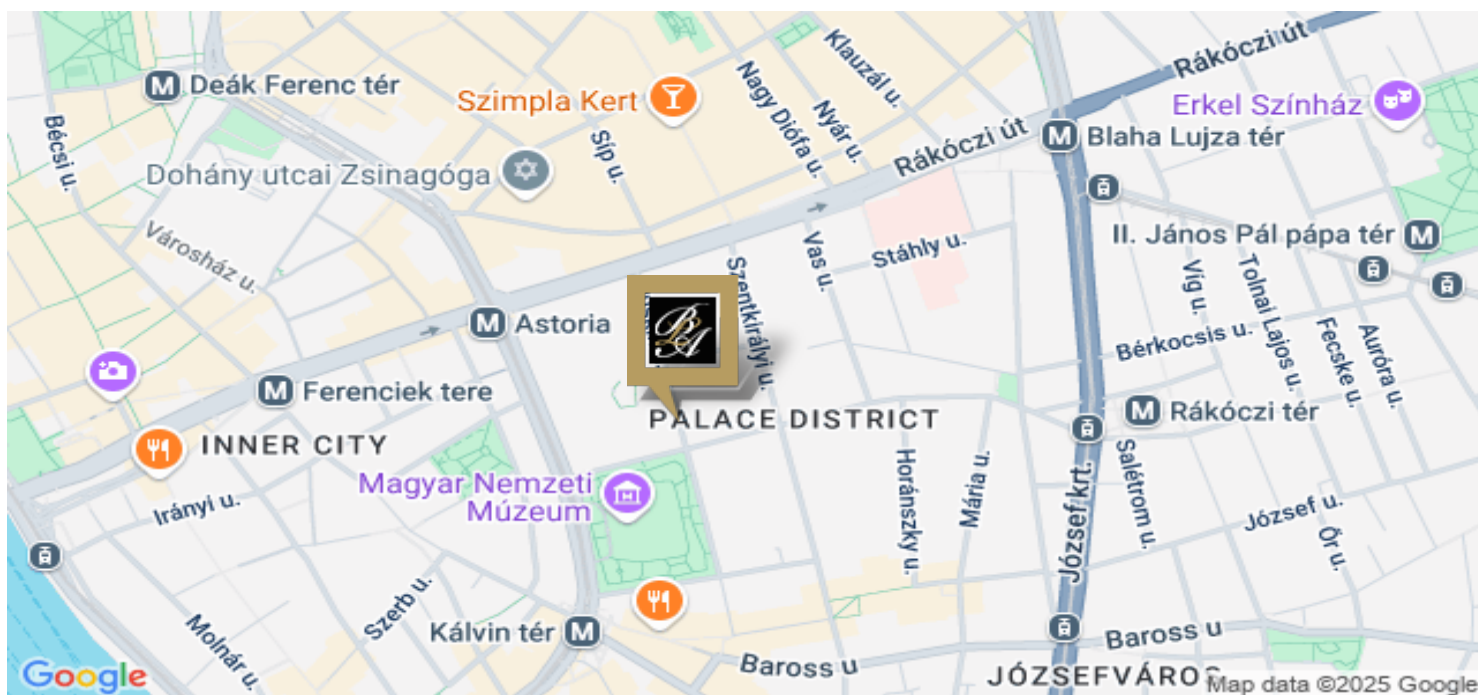 Rákóczi út
Klauzál u.
M Deák Ferenc tér
Szimpla Kert
Nagy Diófa u.
Nyár u.
Erkel Színház
Bécsi u.
Síp u.
Rákóczi út
M Blaha Lujza tér
Dohány utcai Zsinagóga
Városház u.
Vas u.
Stáhly u.
II. János Pál pápa tér M
Szentkirályi u.
Víg u.
Tolnai Lajos u.
M Astoria
B
A
Bérkocsis u.
Fecske u.
Auróra u.
M Ferenciek tere
PALACE DISTRICT
M Rákóczi tér
INNER CITY
Horánszky u.
Mária u.
Salétrom u.
Magyar Nemzeti
Múzeum
Irányi u.
József krt.
József u.
Őr u.
Szerb u.
Molnár u.
Kálvin tér M
Baross u
Baross u
JÓZSEFVÁROS
Google
Map data ©2025 Google